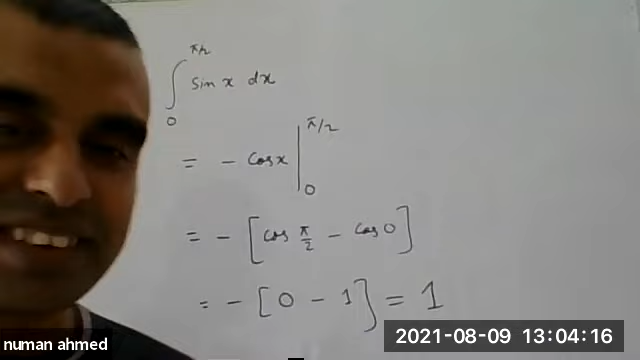 ∫₀^π/2 sin x dx
= - cos x |₀^π/2
= - [cos π/2 - cos 0]
= - [0 - 1] = 1
numan ahmed
2021-08-09 13:04:16